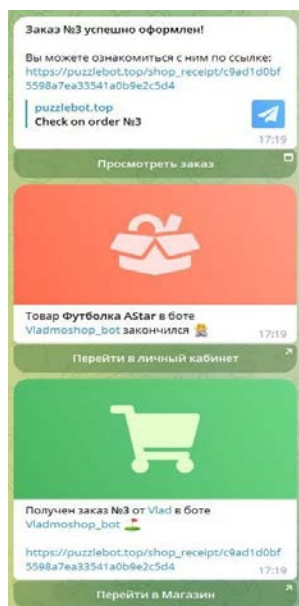 Заказ №3 успешно оформлен!
Вы можете ознакомиться с ним по ссылке:
https://puzzlebot.top/shop_receipt/c9ad1d0bf
5598a7ea33541a0b9e2c5d4
puzzlebot.top
Check on order №3
17:19
Просмотреть заказ
Товар Футболка AStar в боте
Vladmoshop_bot закончился
17:19
Перейти в личный кабинет
Получен заказ №3 от Vlad в боте
Vladmoshop_bot
https://puzzlebot.top/shop_receipt/c9ad1d0bf
5598a7ea33541a0b9e2c5d4
17:19
Перейти в Магазин